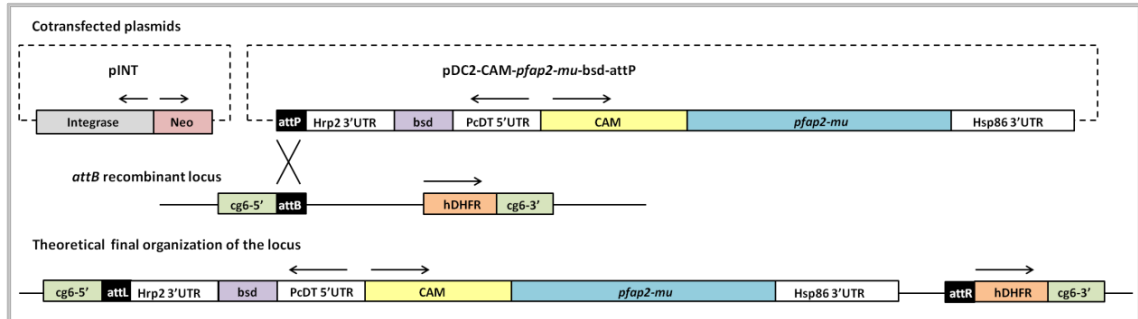 Cotransfected plasmids
pINT
pDC2-CAM-pfap2-mu-bsd-attP
Integrase Neo
attP Hrp2 3’UTR bsd PcDT 5’UTR CAM pfap2-mu Hsp86 3’UTR
attB recombinant locus
cg6-5’ attB hDHFR cg6-3’
Theoretical final organization of the locus
cg6-5’ attL Hrp2 3’UTR bsd PcDT 5’UTR CAM pfap2-mu Hsp86 3’UTR attR hDHFR cg6-3’